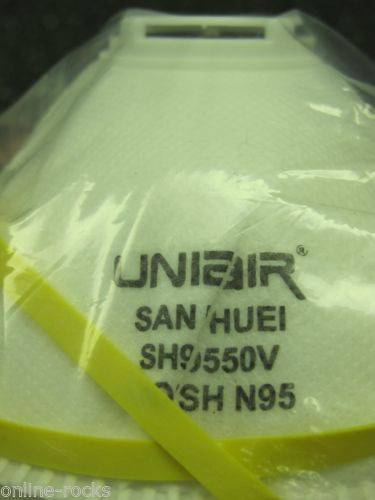 UNIAIR®
SAN HUEI
SH9550V
N95
online-rocks